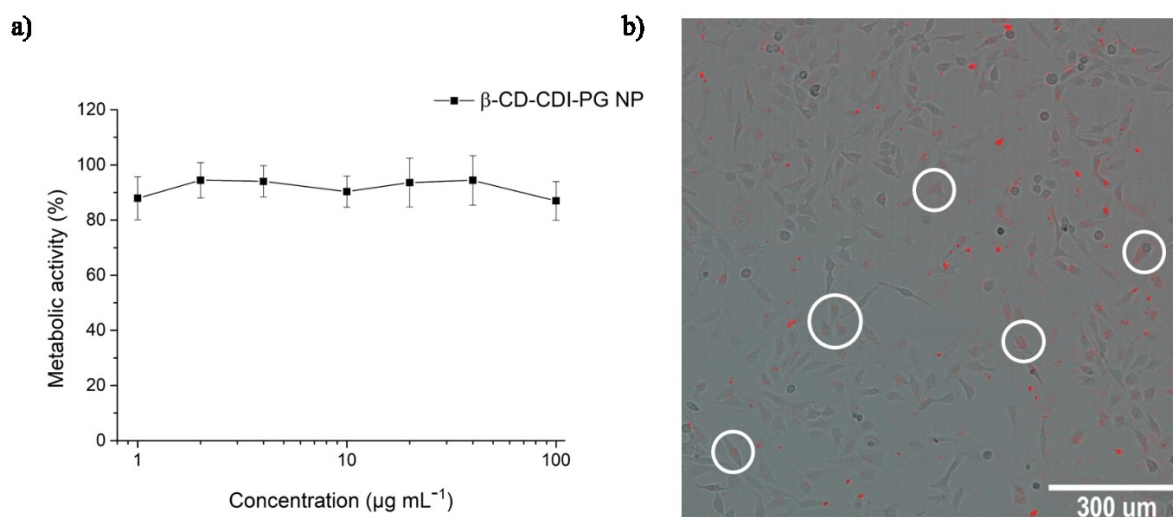 a)
β-CD-CDI-PG NP
120
100
80
60
40
20
0
Metabolic activity (%)
1
10
100
Concentration (μg mL⁻¹)
b)
300 um